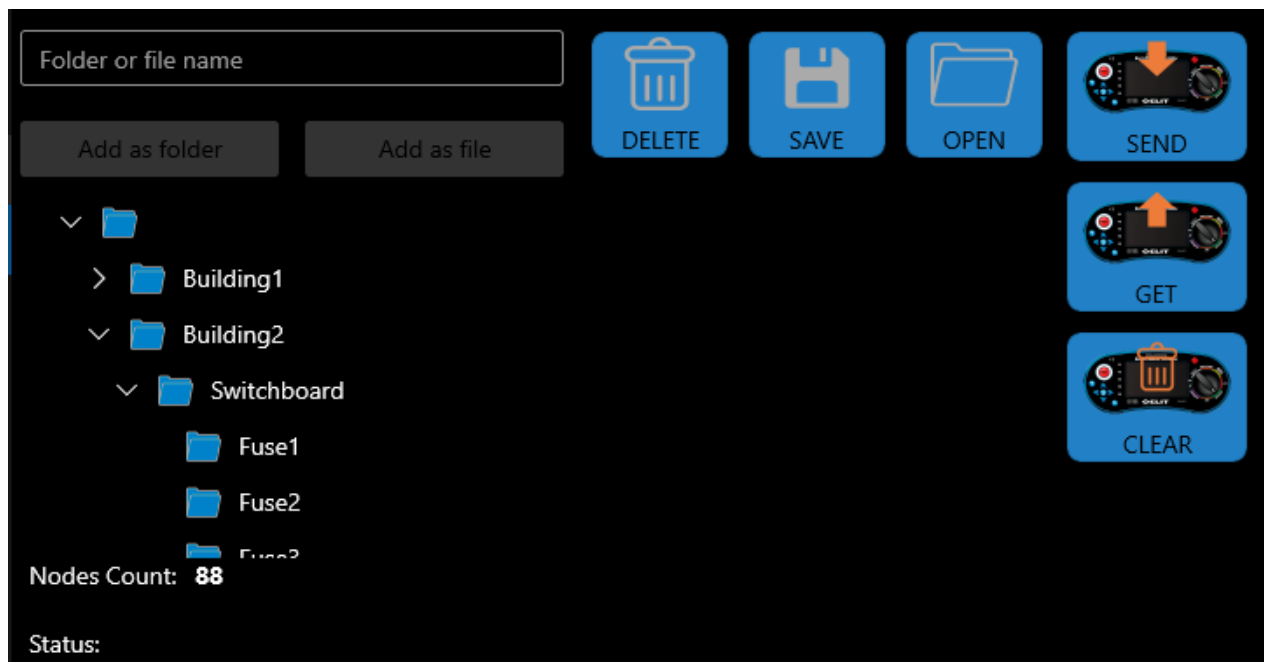 Folder or file name
Add as folder
Add as file
DELETE
SAVE
OPEN
SEND
Building1
GET
Building2
Switchboard
CLEAR
Fuse1
Fuse2
Fuse3
Nodes Count: 88
Status: